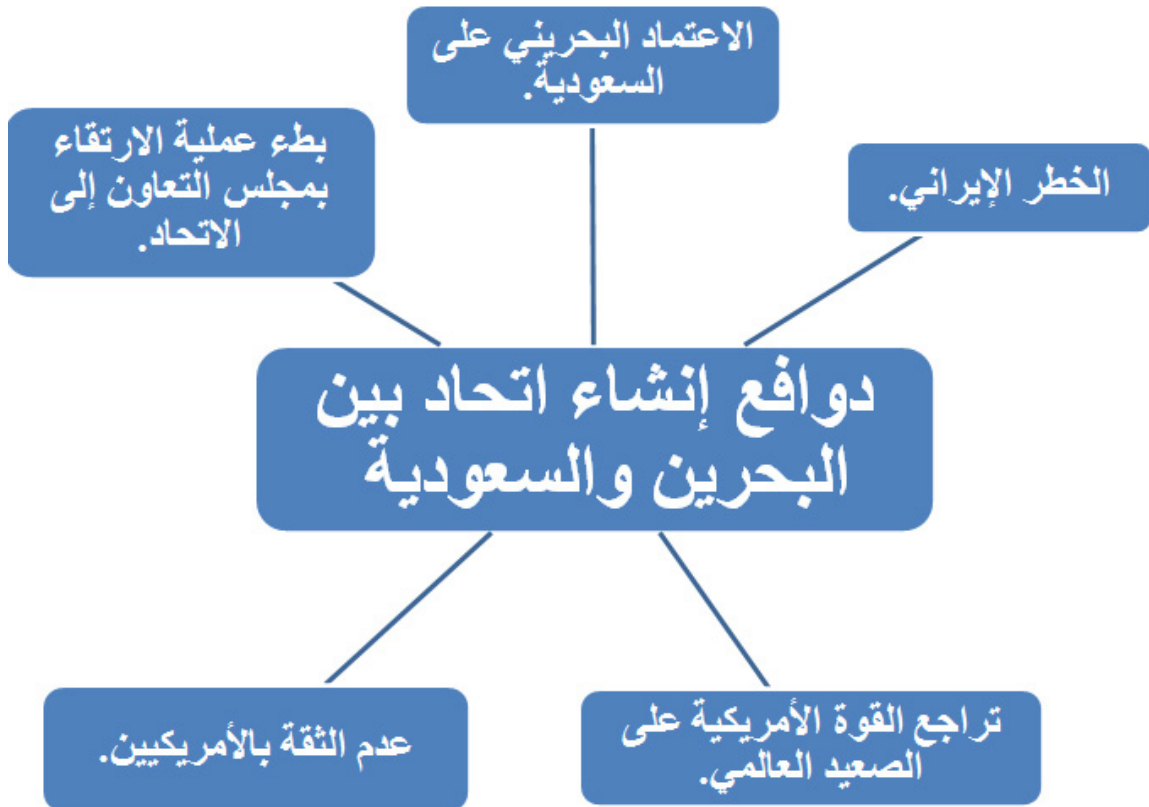 الاعتماد البحريني على
السعودية.
الخطر الإيراني.
بطء عملية الارتقاء
بمجلس التعاون إلى
الاتحاد.
دوافع إنشاء اتحاد بين
البحرين والسعودية
تراجع القوة الأمريكية على
الصعيد العالمي.
عدم الثقة بالأمريكيين.